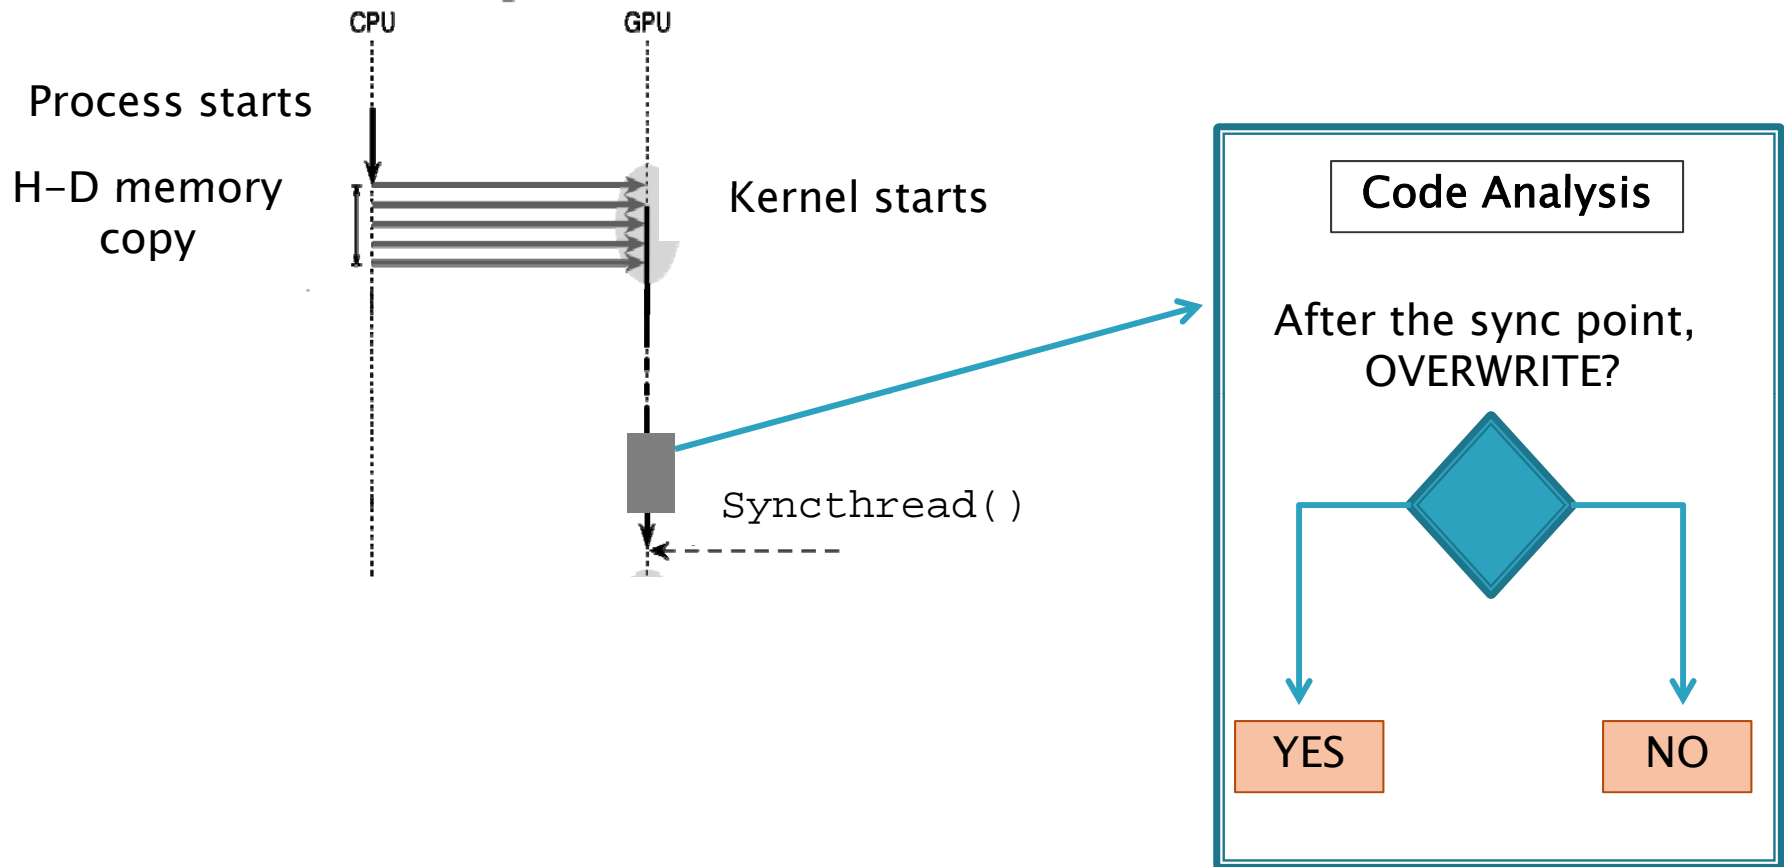 CPU
GPU
Process starts
H-D memory
copy
Kernel starts
Syncthread()
Code Analysis
After the sync point,
OVERWRITE?
YES
NO